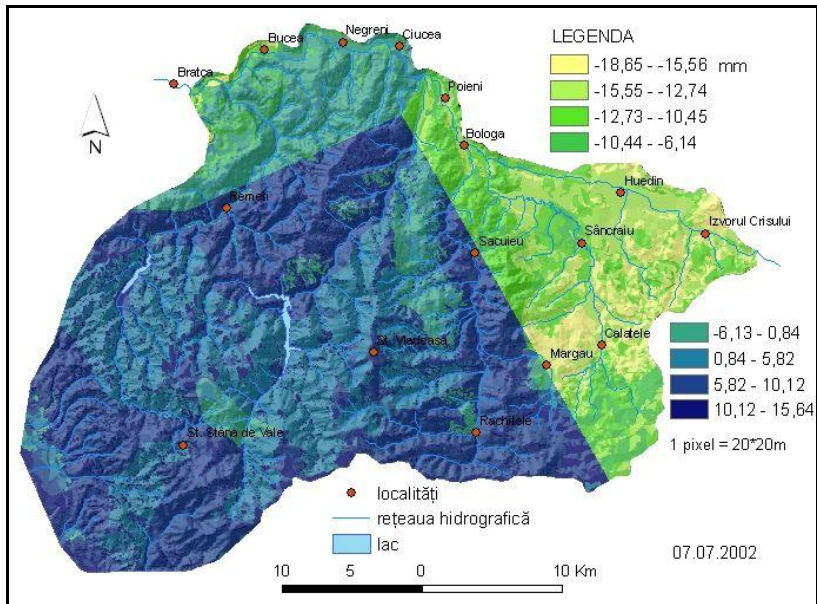 Bucea
Negreni
Ciucea
Bratca
Poieni
Bologa
N
Remeti
Huedin
Izvorul Crisului
Sâncraiu
Sacuieu
St. Vladeasă
Calatele
Margau
Rachitele
St. Stâna de Vale
LEGENDA
-18,65 - -15,56 mm
-15,55 - -12,74
-12,73 - -10,45
-10,44 - -6,14
-6,13 - 0,84
0,84 - 5,82
5,82 - 10,12
10,12 - 15,64
1 pixel = 20*20m
localități
rețeaua hidrografică
lac
07.07.2002
10 5 0 10 Km